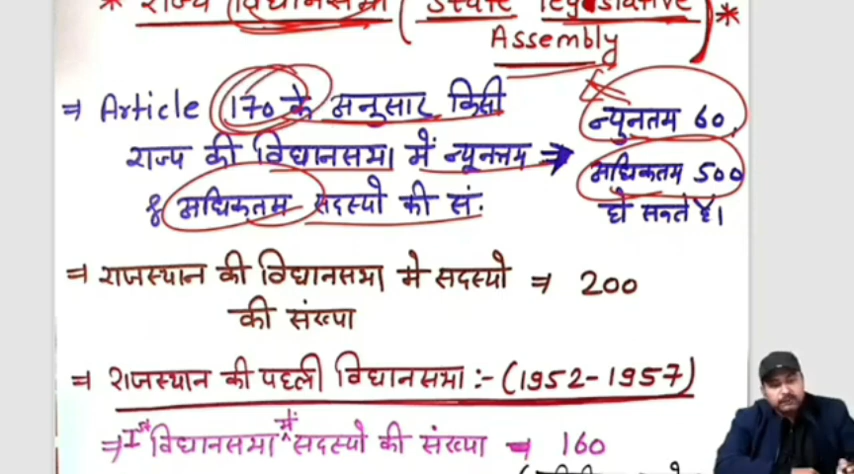 * राज्य विधानसभा ( State legislative Assembly ) *
⇒ Article 170 के अनुसार किसी
राज्य की विधानसभा में न्यूनतम →
& अधिकतम सदस्यो की सं.
न्युनतम 60,
अधिकतम 500
हो सकते है।
⇒ राजस्थान की विधानसभा मे सदस्यो ⇒ 200
की संख्या
⇒ राजस्थान की पहली विधानसभा :- (1952-1957)
⇒ Ist विधानसभा में सदस्यो की संख्या → 160